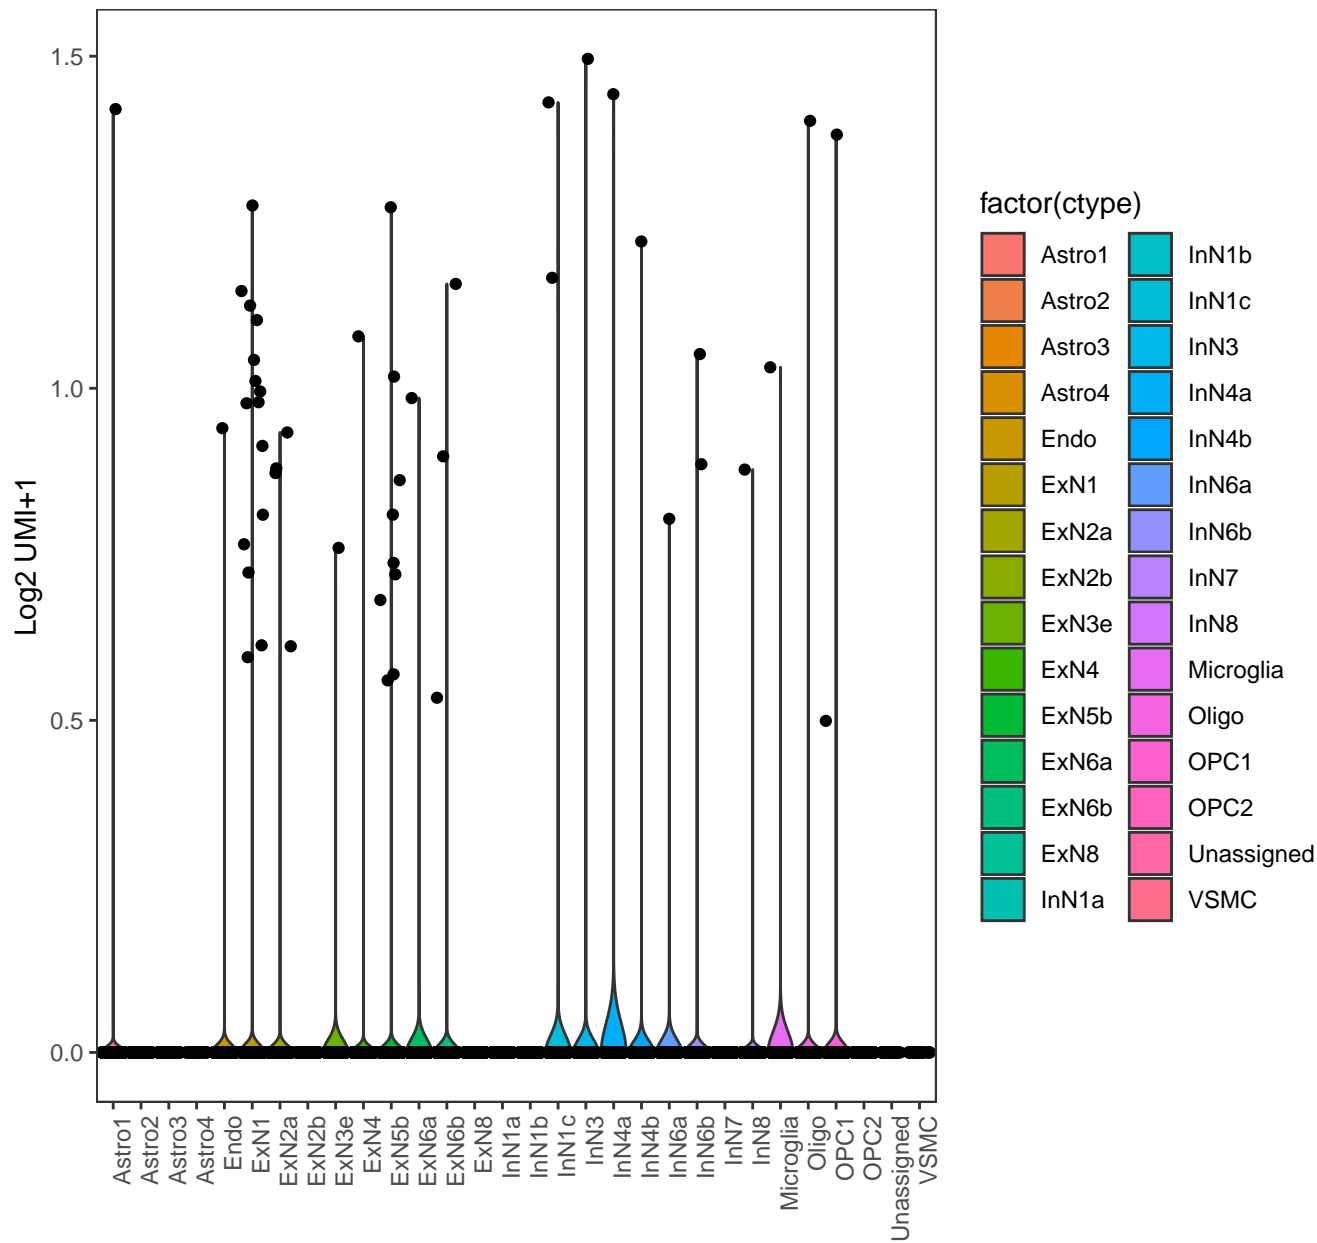 1.5
1.0
0.5
0.0
Log2 UMI+1
Astro1
Astro2
Astro3
Astro4
Endo
ExN1
ExN2a
ExN2b
ExN3e
ExN4
ExN5b
ExN6a
ExN6b
ExN8
InN1a
InN1b
InN1c
InN3
InN4a
InN4b
InN6a
InN6b
InN7
InN8
Microglia
Oligo
OPC1
OPC2
Unassigned
VSMC
factor(ctype)
Astro1
Astro2
Astro3
Astro4
Endo
ExN1
ExN2a
ExN2b
ExN3e
ExN4
ExN5b
ExN6a
ExN6b
ExN8
InN1a
InN1b
InN1c
InN3
InN4a
InN4b
InN6a
InN6b
InN7
InN8
Microglia
Oligo
OPC1
OPC2
Unassigned
VSMC